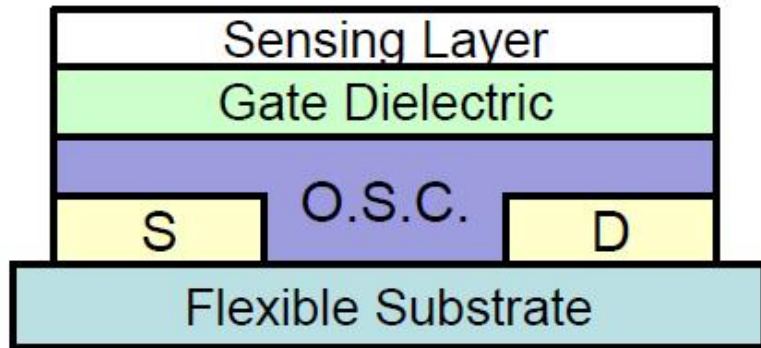 Sensing Layer
Gate Dielectric
O.S.C.
S
D
Flexible Substrate